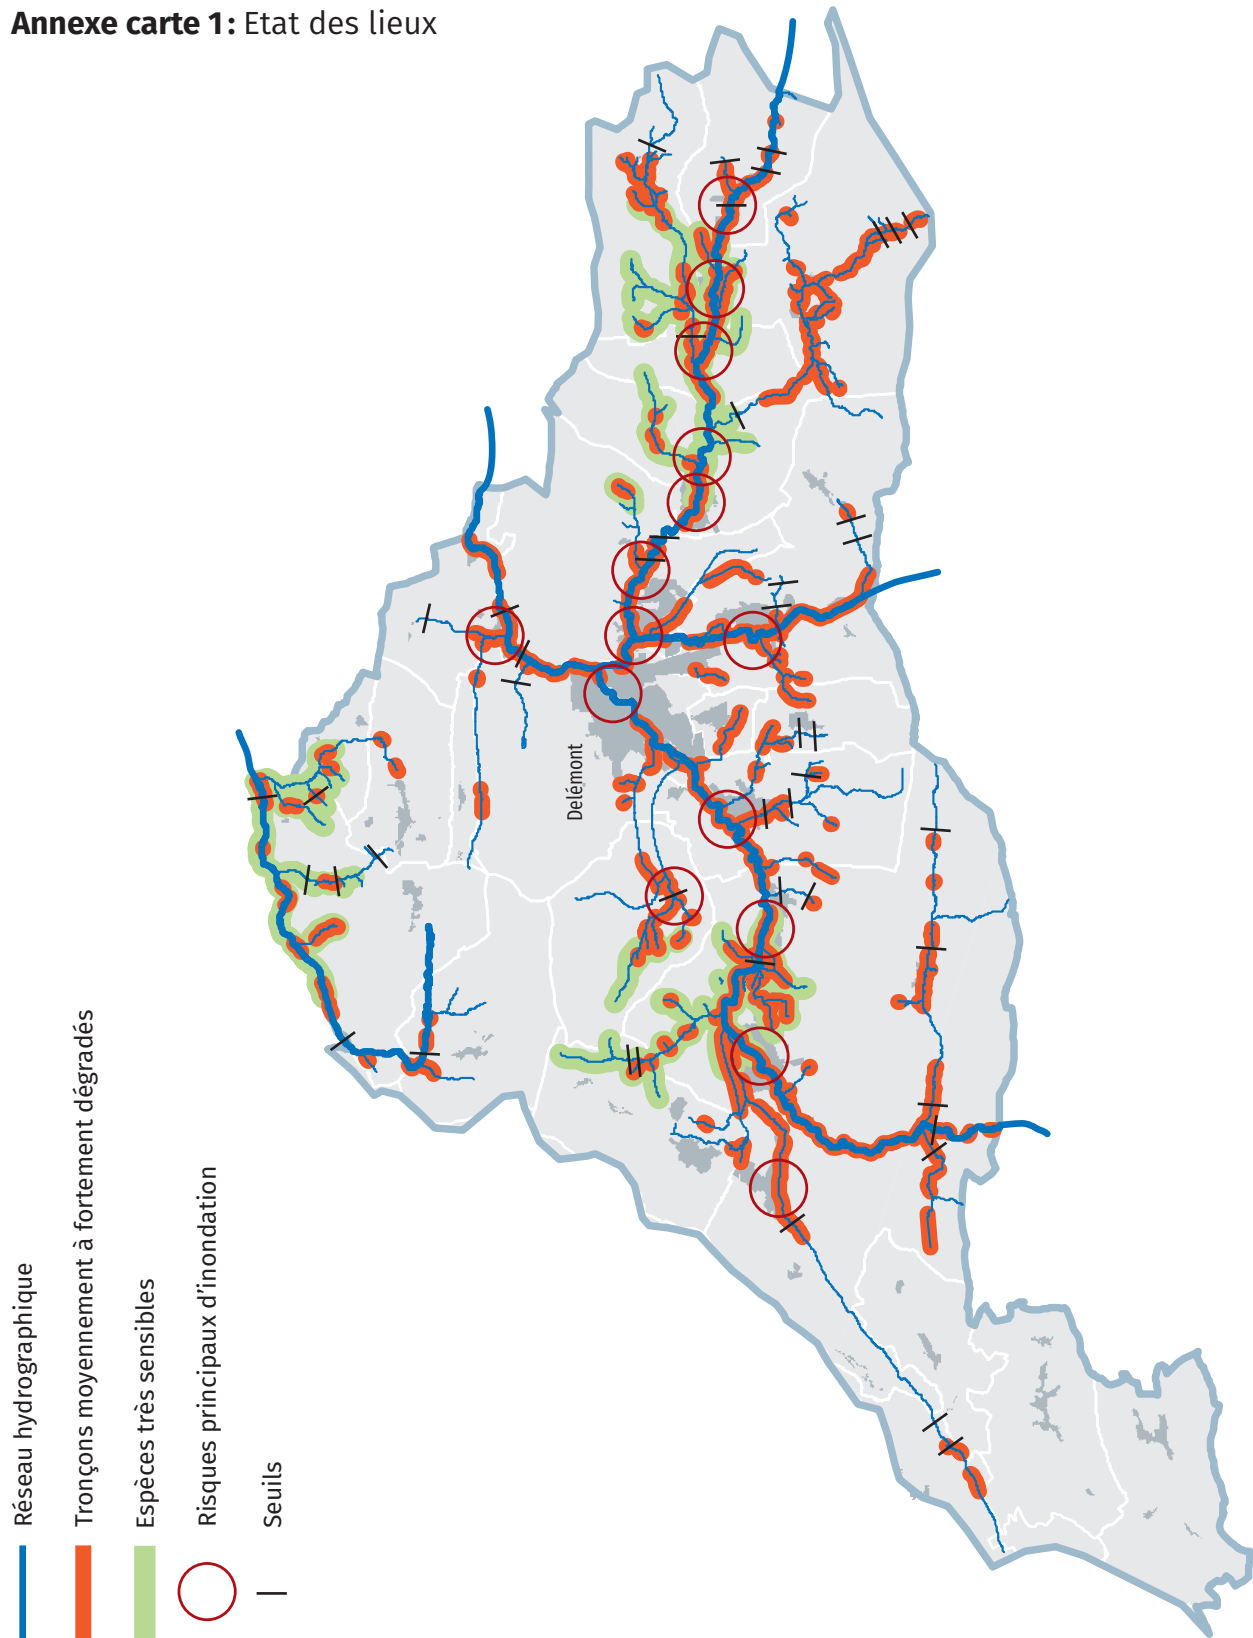 Annexe carte 1: Etat des lieux
Delémont
Réseau hydrographique
Tronçons moyennement à fortement dégradés
Espèces très sensibles
Risques principaux d'inondation
Seuils